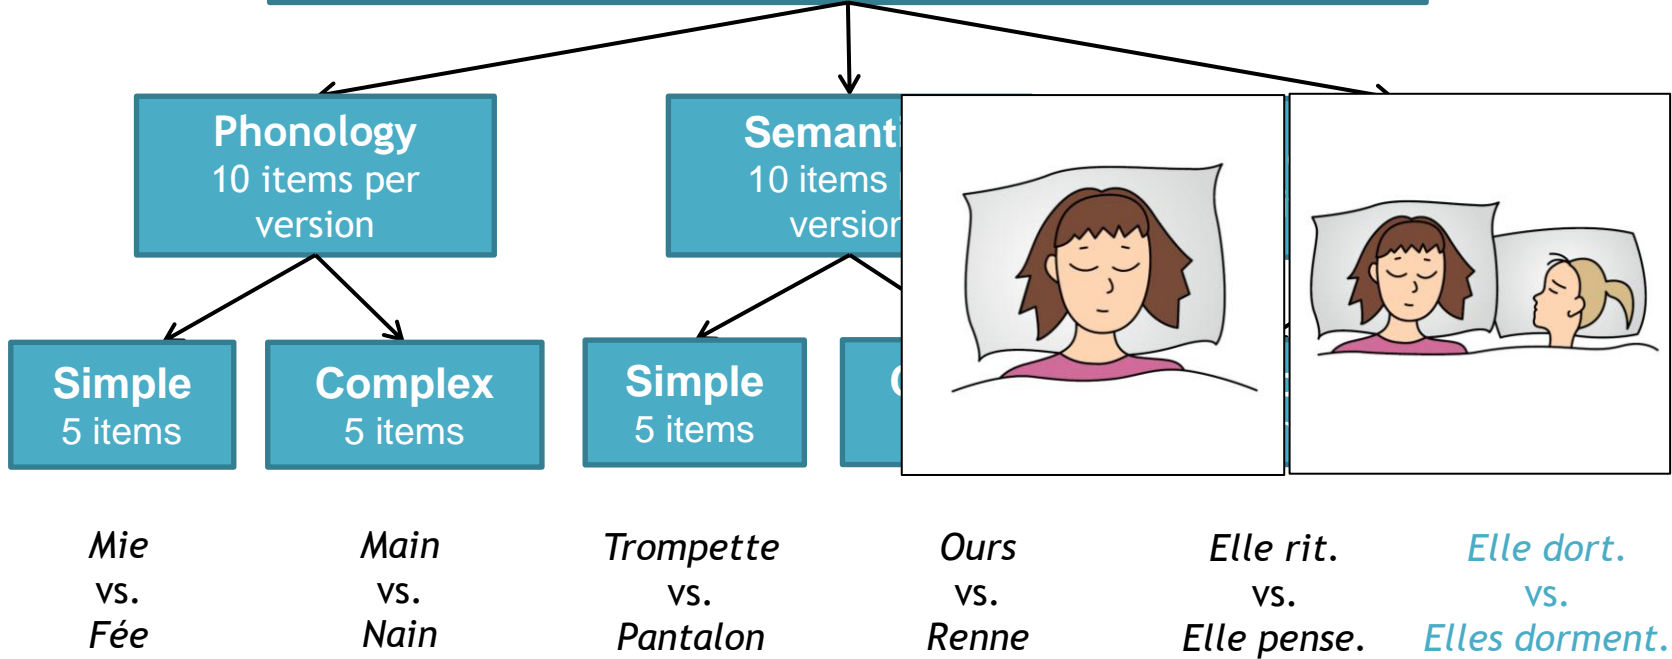 Phonology
10 items per
version
Semanti
10 items
version
Simple
5 items
Complex
5 items
Simple
5 items
Mie
vs.
Fée
Main
vs.
Nain
Trompette
vs.
Pantalon
Ours
vs.
Renne
Elle rit.
vs.
Elle pense.
Elle dort.
vs.
Elles dorment.